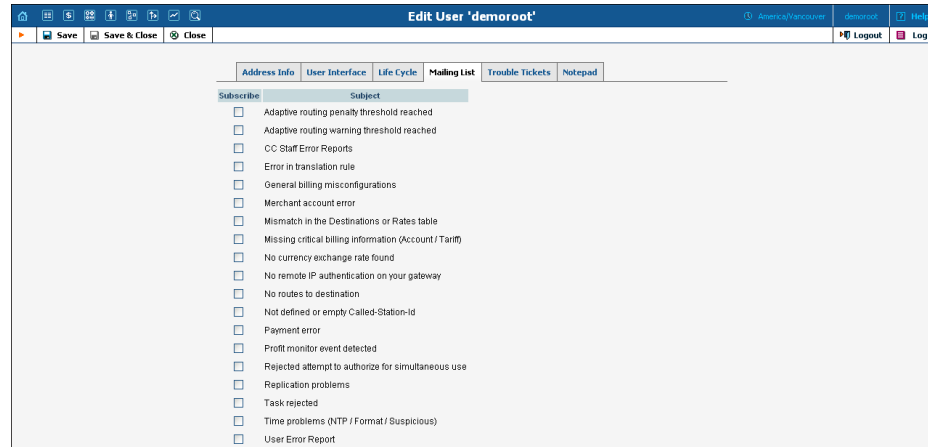 Edit User 'demoroot'
America/Vancouver
demoroot
Help
Save
Save & Close
Close
Logout
Log
Address Info
User Interface
Life Cycle
Mailing List
Trouble Tickets
Notepad
Subscribe Subject
Adaptive routing penalty threshold reached
Adaptive routing warning threshold reached
CC Staff Error Reports
Error in translation rule
General billing misconfigurations
Merchant account error
Mismatch in the Destinations or Rates table
Missing critical billing information (Account / Tariff)
No currency exchange rate found
No remote IP authentication on your gateway
No routes to destination
Not defined or empty Called-Station-Id
Payment error
Profit monitor event detected
Rejected attempt to authorize for simultaneous use
Replication problems
Task rejected
Time problems (NTP / Format / Suspicious)
User Error Report